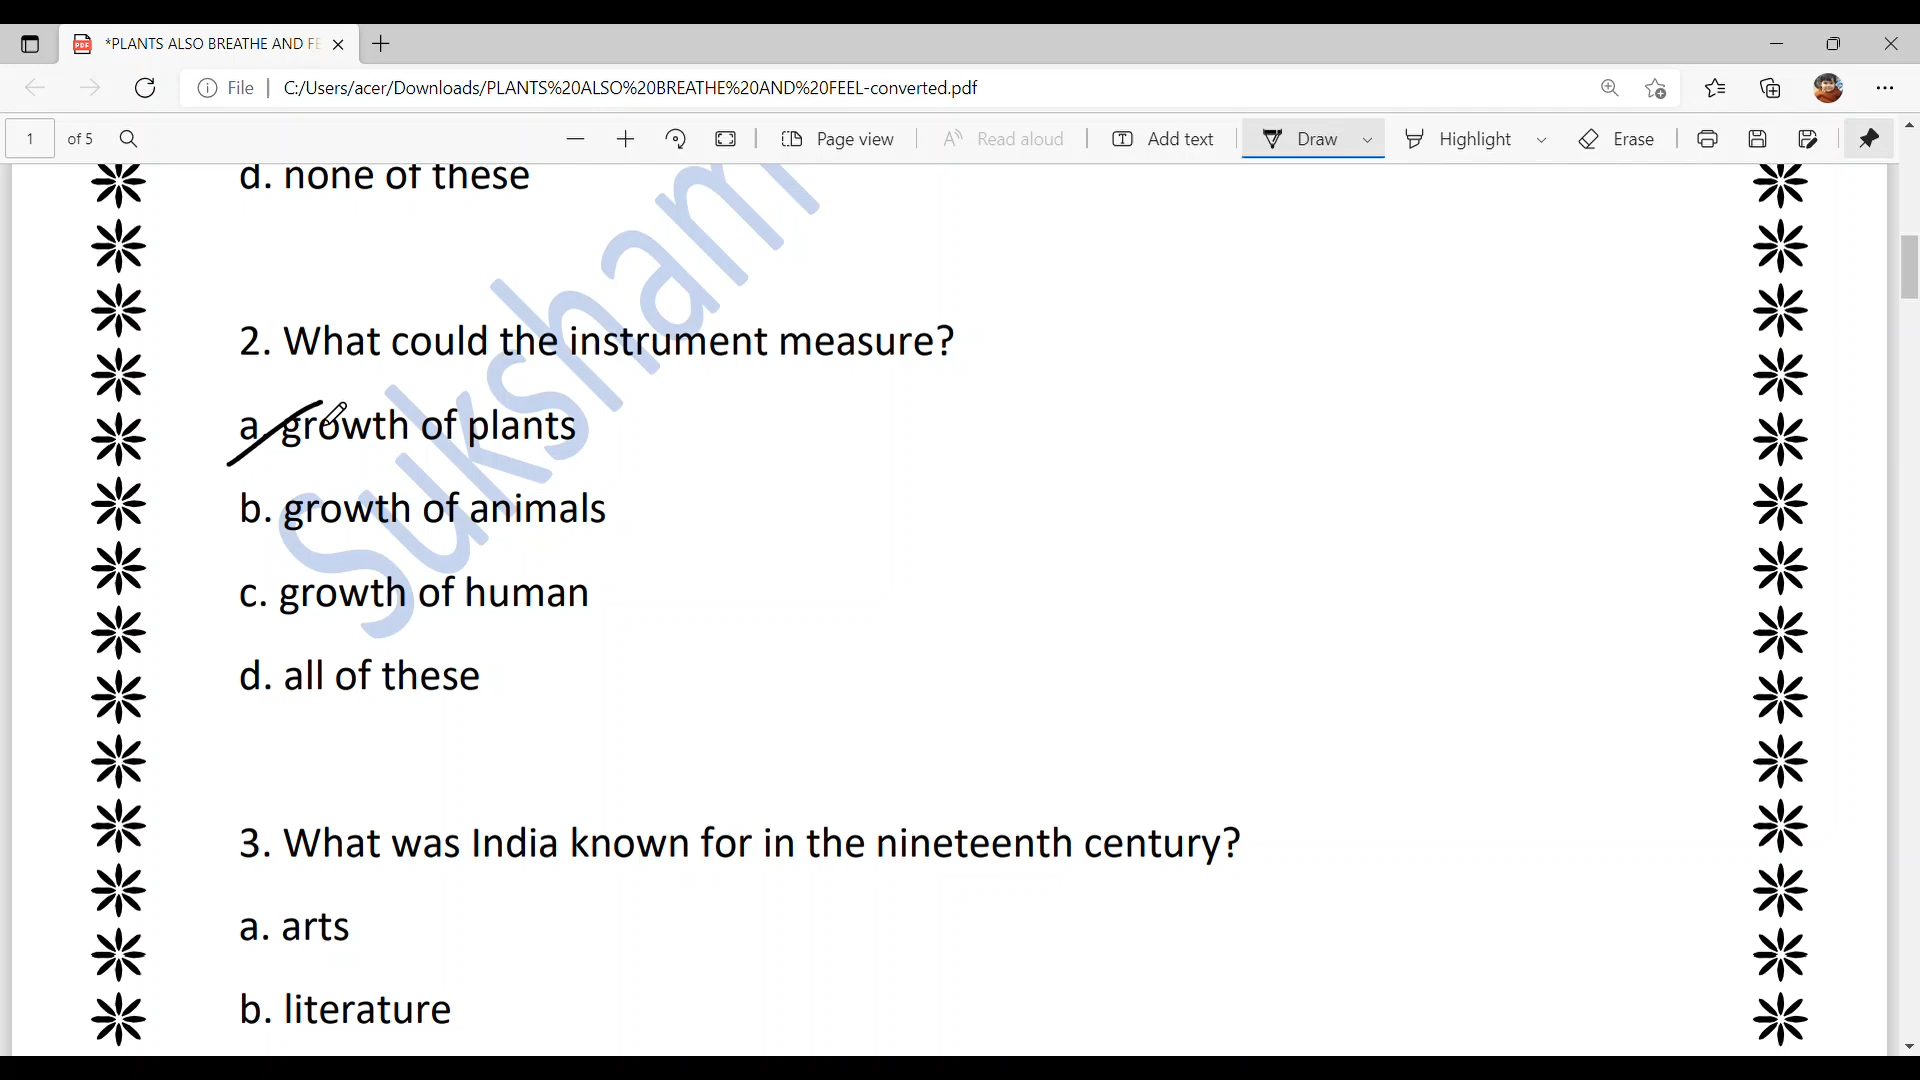 *PLANTS ALSO BREATHE AND FE
File
C:/Users/acer/Downloads/PLANTS%20ALSO%20BREATHE%20AND%20FEEL-converted.pdf
1 of 5
Page view
Read aloud
Add text
Draw
Highlight
Erase
d. none of these
Suksham
2. What could the instrument measure?
a. growth of plants
b. growth of animals
c. growth of human
d. all of these
3. What was India known for in the nineteenth century?
a. arts
b. literature